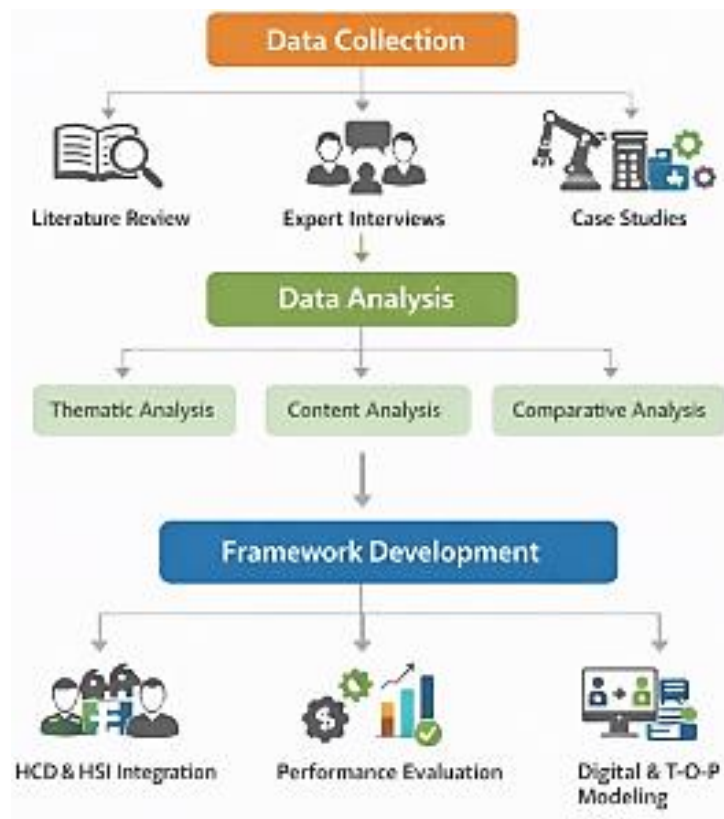 Data Collection
Literature Review
Expert Interviews
Case Studies
Data Analysis
Thematic Analysis
Content Analysis
Comparative Analysis
Framework Development
$
HCD & HSI Integration
Performance Evaluation
Digital & T-O-P
Modeling